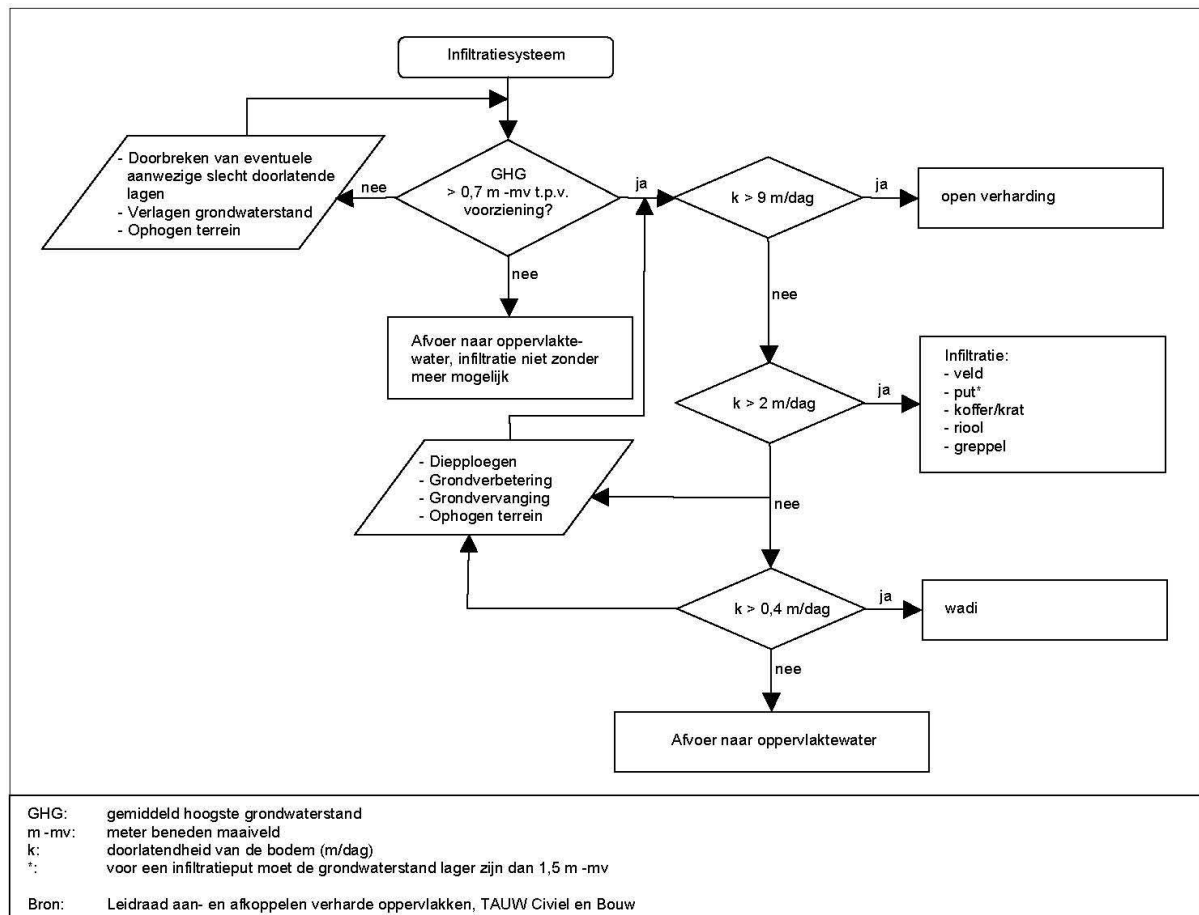 Infiltratiesysteem
- Doorbreken van eventuele
aanwezige slecht doorlatende
lagen
- Verlagen grondwaterstand
- Ophogen terrein
nee
GHG
> 0,7 m -mv t.p.v.
voorziening?
ja
k > 9 m/dag
ja
open verharding
nee
nee
Afvoer naar oppervlakte-
water, infiltratie niet zonder
meer mogelijk
k > 2 m/dag
ja
Infiltratie:
- veld
- put*
- koffer/krat
- riool
- greppel
- Diepploegen
- Grondverbetering
- Grondvervanging
- Ophogen terrein
nee
k > 0,4 m/dag
ja
wadi
nee
Afvoer naar oppervlaktewater
GHG: gemiddeld hoogste grondwaterstand
m -mv: meter beneden maaiveld
k: doorlatendheid van de bodem (m/dag)
*: voor een infiltratieput moet de grondwaterstand lager zijn dan 1,5 m -mv
Bron: Leidraad aan- en afkoppelen verharde oppervlakken, TAUW Civiel en Bouw